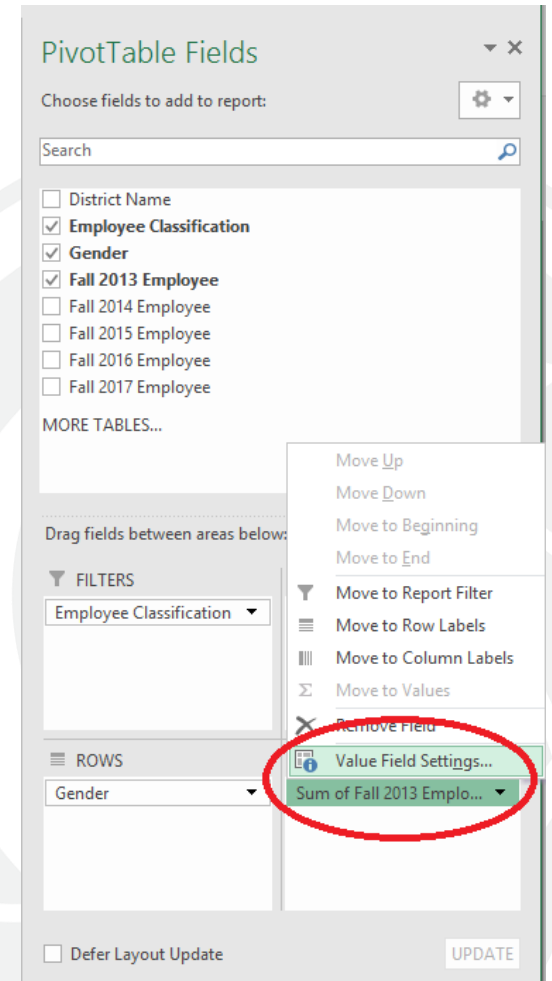 PivotTable Fields
Choose fields to add to report:
Search
District Name
Employee Classification
Gender
Fall 2013 Employee
Fall 2014 Employee
Fall 2015 Employee
Fall 2016 Employee
Fall 2017 Employee
MORE TABLES...
Drag fields between areas below:
FILTERS
Employee Classification
ROWS
Gender
Move Up
Move Down
Move to Beginning
Move to End
Move to Report Filter
Move to Row Labels
Move to Column Labels
Σ Move to Values
Remove Field
Value Field Settings...
Sum of Fall 2013 Emplo...
Defer Layout Update
UPDATE